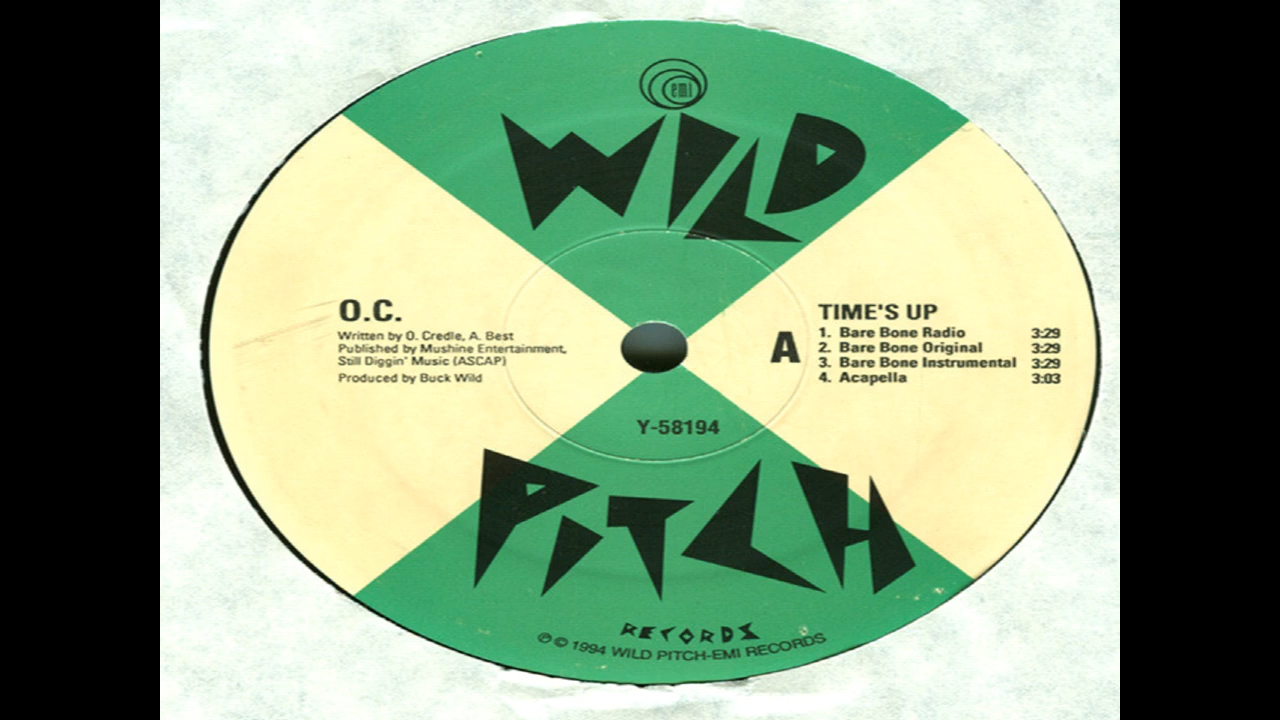 emi
WILD
O.C.
Written by O. Credle, A. Best
Published by Mushine Entertainment,
Still Diggin' Music (ASCAP)
Produced by Buck Wild
A
TIME'S UP
1. Bare Bone Radio 3:29
2. Bare Bone Original 3:29
3. Bare Bone Instrumental 3:29
4. Acapella 3:03
Y-58194
PiTCH
RECORDS
℗ © 1994 WILD PITCH-EMI RECORDS